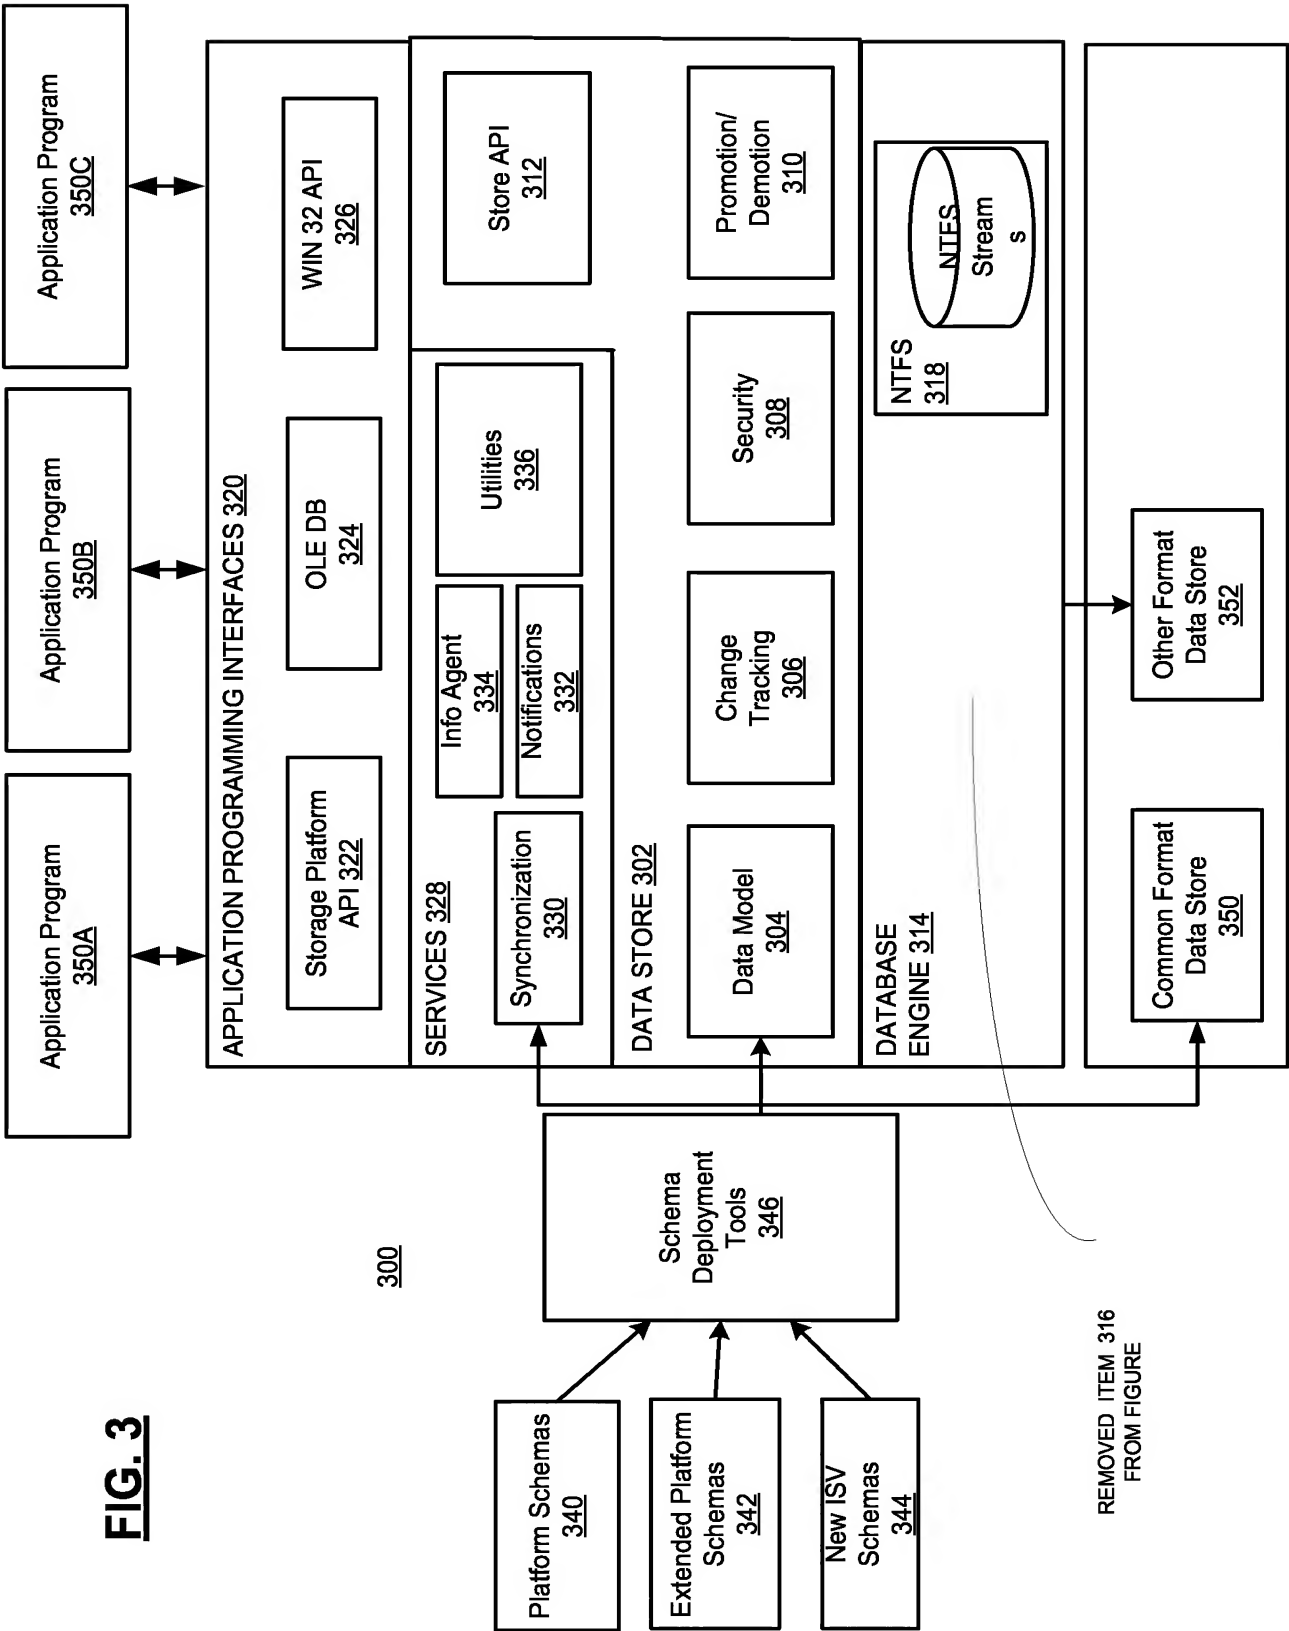 FIG. 3
300
Application Program
350A
Application Program
350B
Application Program
350C
APPLICATION PROGRAMMING INTERFACES 320
Storage Platform
API 322
OLE DB
324
WIN 32 API
326
SERVICES 328
Synchronization
330
Info Agent
334
Notifications
332
Utilities
336
Store API
312
DATA STORE 302
Data Model
304
Change
Tracking
306
Security
308
Promotion/
Demotion
310
DATABASE
ENGINE 314
NTFS
318
NTFS
Stream
s
Common Format
Data Store
350
Other Format
Data Store
352
Schema
Deployment
Tools
346
Platform Schemas
340
Extended Platform
Schemas
342
New ISV
Schemas
344
REMOVED ITEM 316
FROM FIGURE